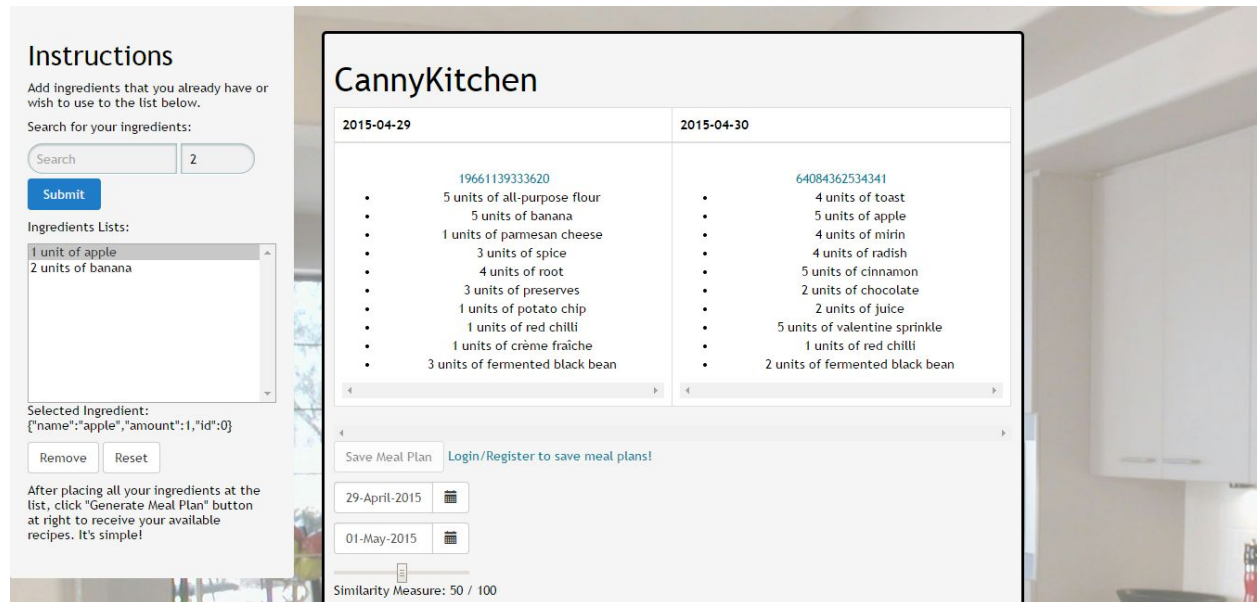 Instructions
Add ingredients that you already have or
wish to use to the list below.
Search for your ingredients:
Search
2
Submit
Ingredients Lists:
1 unit of apple
2 units of banana
Selected Ingredient:
{"name":"apple","amount":1,"id":0}
Remove
Reset
After placing all your ingredients at the
list, click "Generate Meal Plan" button
at right to receive your available
recipes. It's simple!
CannyKitchen
2015-04-29
19661139333620
5 units of all-purpose flour
5 units of banana
1 units of parmesan cheese
3 units of spice
4 units of root
3 units of preserves
1 units of potato chip
1 units of red chilli
1 units of crème fraîche
3 units of fermented black bean
2015-04-30
64084362534341
4 units of toast
5 units of apple
4 units of mirin
4 units of radish
5 units of cinnamon
2 units of chocolate
2 units of juice
5 units of valentine sprinkle
1 units of red chilli
2 units of fermented black bean
Save Meal Plan
Login/Register to save meal plans!
29-April-2015
01-May-2015
Similarity Measure: 50 / 100